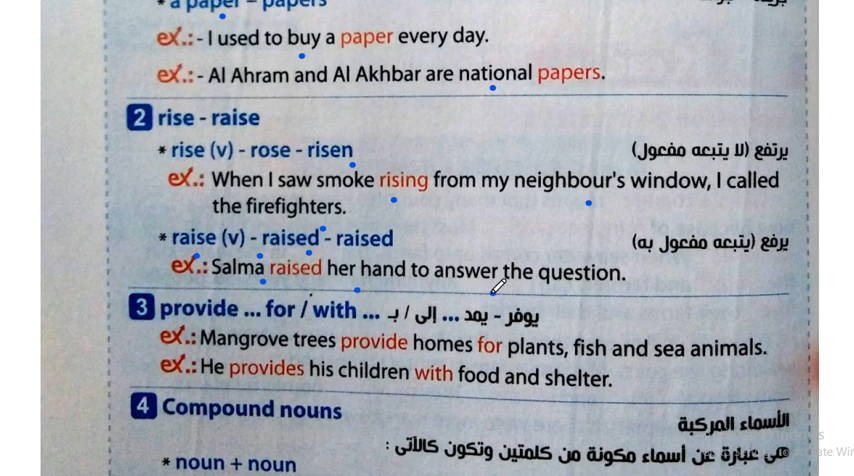 * a paper - papers
ex.: - I used to buy a paper every day.
ex.: - Al Ahram and Al Akhbar are national papers.
2 rise - raise
* rise (v) - rose - risen يرتفع (لا يتبعه مفعول)
ex.: When I saw smoke rising from my neighbour's window, I called
the firefighters.
* raise (v) - raised - raised يرفع (يتبعه مفعول به)
ex.: Salma raised her hand to answer the question.
3 provide ... for / with ... يوفر - يمد ... إلى / بـ
ex.: Mangrove trees provide homes for plants, fish and sea animals.
ex.: He provides his children with food and shelter.
4 Compound nouns الأسماء المركبة
هي عبارة عن أسماء مكونة من كلمتين وتكون كالآتى :
* noun + noun